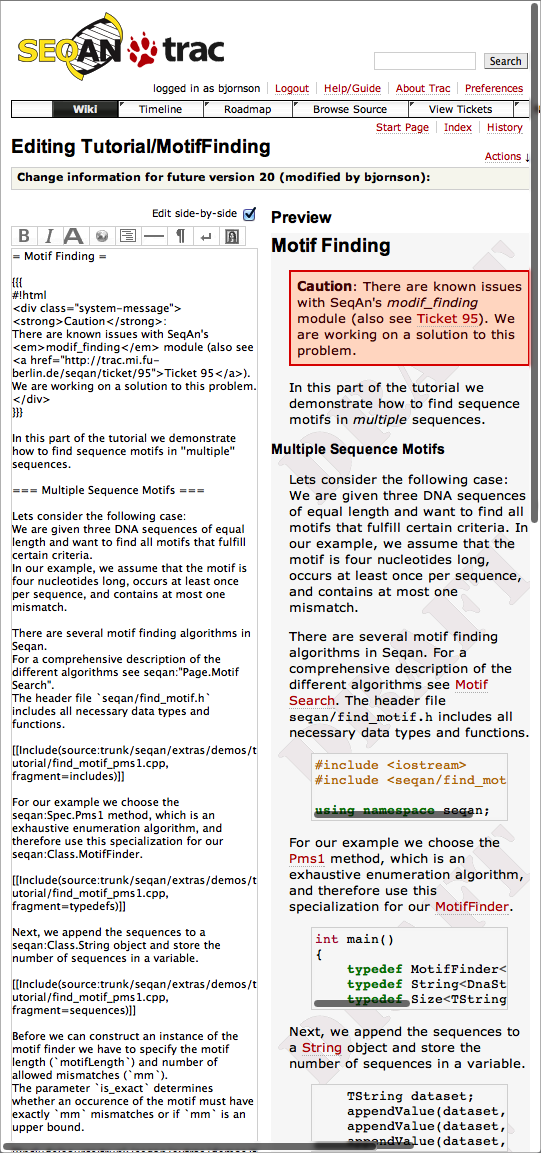 SEQAN trac
Search
logged in as bjornson Logout Help/Guide About Trac Preferences
Wiki Timeline Roadmap Browse Source View Tickets
Start Page Index History
Editing Tutorial/MotifFinding
Actions ↓
Change information for future version 20 (modified by bjornson):
Edit side-by-side
B I A ¶
= Motif Finding =
{{{
#!html
<div class="system-message">
<strong>Caution</strong>:
There are known issues with SeqAn's
<em>modif_finding</em> module (also see
<a href="http://trac.mi.fu-
berlin.de/seqan/ticket/95">Ticket 95</a>).
We are working on a solution to this problem.
</div>
}}}
In this part of the tutorial we demonstrate
how to find sequence motifs in ''multiple''
sequences.
=== Multiple Sequence Motifs ===
Lets consider the following case:
We are given three DNA sequences of equal
length and want to find all motifs that fulfill
certain criteria.
In our example, we assume that the motif is
four nucleotides long, occurs at least once
per sequence, and contains at most one
mismatch.
There are several motif finding algorithms in
Seqan.
For a comprehensive description of the
different algorithms see seqan:"Page.Motif
Search".
The header file `seqan/find_motif.h`
includes all necessary data types and
functions.
[[Include(source:trunk/seqan/extras/demos/t
utorial/find_motif_pms1.cpp,
fragment=includes)]]
For our example we choose the
seqan:Spec.Pms1 method, which is an
exhaustive enumeration algorithm, and
therefore use this specialization for our
seqan:Class.MotifFinder.
[[Include(source:trunk/seqan/extras/demos/t
utorial/find_motif_pms1.cpp,
fragment=typedefs)]]
Next, we append the sequences to a
seqan:Class.String object and store the
number of sequences in a variable.
[[Include(source:trunk/seqan/extras/demos/t
utorial/find_motif_pms1.cpp,
fragment=sequences)]]
Before we can construct an instance of the
motif finder we have to specify the motif
length (`motifLength`) and number of
allowed mismatches (`mm`).
The parameter `is_exact` determines
whether an occurence of the motif must have
exactly `mm` mismatches or if `mm` is an
upper bound.
Preview
Motif Finding
Caution: There are known issues
with SeqAn's modif_finding
module (also see Ticket 95). We
are working on a solution to this
problem.
In this part of the tutorial we
demonstrate how to find sequence
motifs in multiple sequences.
Multiple Sequence Motifs
Lets consider the following case:
We are given three DNA sequences
of equal length and want to find all
motifs that fulfill certain criteria. In
our example, we assume that the
motif is four nucleotides long,
occurs at least once per sequence,
and contains at most one
mismatch.
There are several motif finding
algorithms in Seqan. For a
comprehensive description of the
different algorithms see Motif
Search. The header file
seqan/find_motif.h includes all
necessary data types and functions.
#include <iostream>
#include <seqan/find_mot
using namespace seqan;
For our example we choose the
Pms1 method, which is an
exhaustive enumeration algorithm,
and therefore use this
specialization for our MotifFinder.
int main()
{
typedef MotifFinder<
typedef String<DnaSt
typedef Size<TString
Next, we append the sequences to
a String object and store the
number of sequences in a variable.
TString dataset;
appendValue(dataset,
appendValue(dataset,
appendValue(dataset,
DRAFT
DRAFT
DRAFT